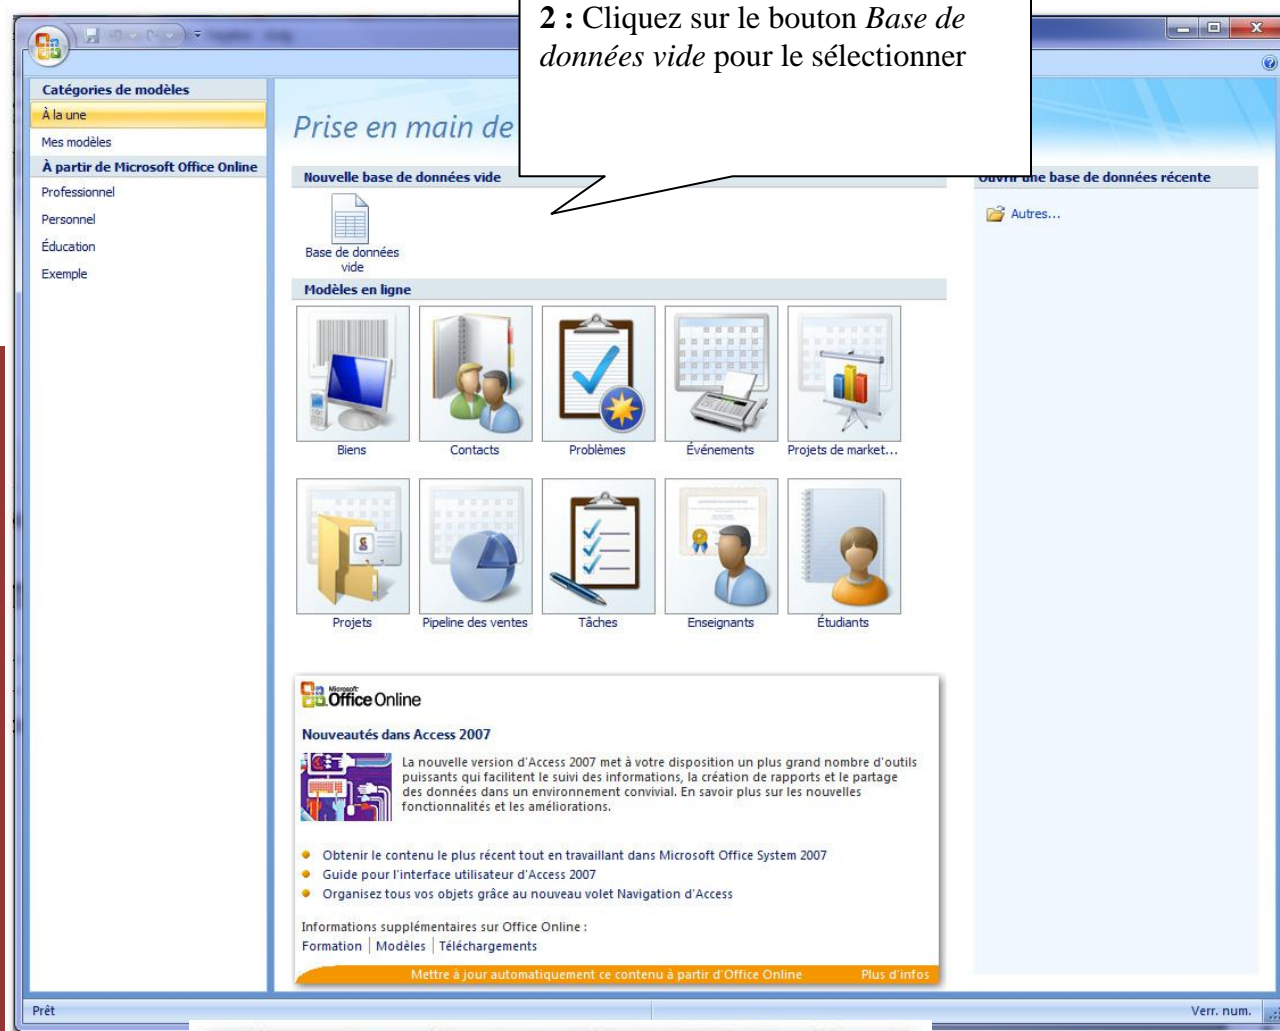 2 : Cliquez sur le bouton Base de
données vide pour le sélectionner
Catégories de modèles
À la une
Mes modèles
À partir de Microsoft Office Online
Professionnel
Personnel
Éducation
Exemple
Prise en main de
Nouvelle base de données vide
Base de données
vide
Modèles en ligne
Biens
Contacts
Problèmes
Événements
Projets de market...
Projets
Pipeline des ventes
Tâches
Enseignants
Étudiants
Microsoft
Office Online
Nouveautés dans Access 2007
La nouvelle version d'Access 2007 met à votre disposition un plus grand nombre d'outils
puissants qui facilitent le suivi des informations, la création de rapports et le partage
des données dans un environnement convivial. En savoir plus sur les nouvelles
fonctionnalités et les améliorations.
Obtenir le contenu le plus récent tout en travaillant dans Microsoft Office System 2007
Guide pour l'interface utilisateur d'Access 2007
Organisez tous vos objets grâce au nouveau volet Navigation d'Access
Informations supplémentaires sur Office Online :
Formation | Modèles | Téléchargements
Mettre à jour automatiquement ce contenu à partir d'Office Online
Plus d'infos
Ouvrir une base de données récente
Autres...
Prêt
Verr. num.